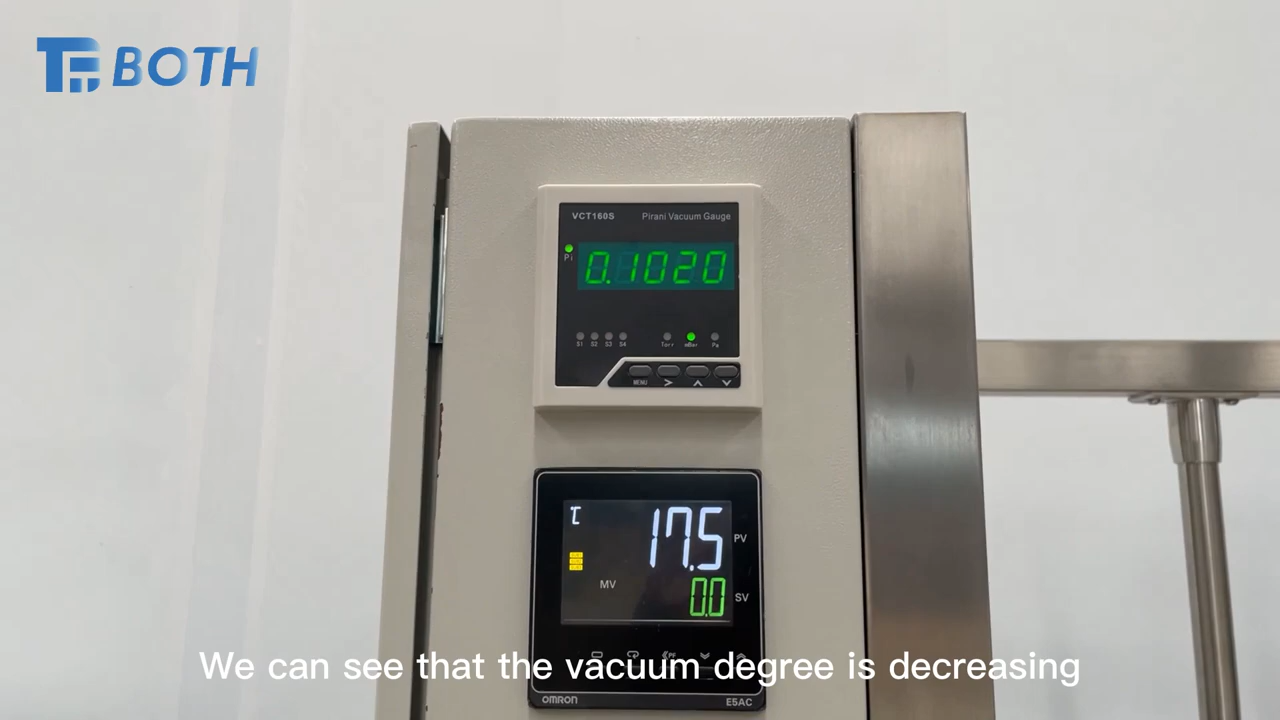 BOTH
VCT160S Pirani Vacuum Gauge
Pi
0.1020
S1 S2 S3 S4 Torr mBar Pa
MENU
℃ 17.5 PV
MV
0.0 SV
PF
We can see that the vacuum degree is decreasing
OMRON E5AC